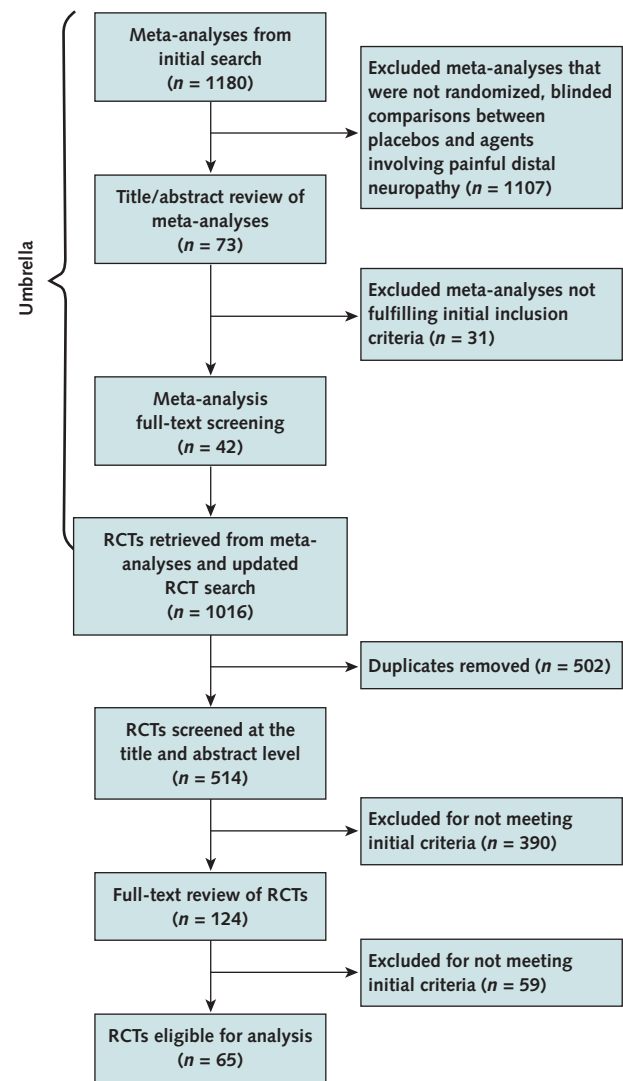 Umbrella
Meta-analyses from
initial search
(n = 1180)
Excluded meta-analyses that
were not randomized, blinded
comparisons between
placebos and agents
involving painful distal
neuropathy (n = 1107)
Title/abstract review of
meta-analyses
(n = 73)
Excluded meta-analyses not
fulfilling initial inclusion
criteria (n = 31)
Meta-analysis
full-text screening
(n = 42)
RCTs retrieved from meta-
analyses and updated
RCT search
(n = 1016)
Duplicates removed (n = 502)
RCTs screened at the
title and abstract level
(n = 514)
Excluded for not meeting
initial criteria (n = 390)
Full-text review of RCTs
(n = 124)
Excluded for not meeting
initial criteria (n = 59)
RCTs eligible for analysis
(n = 65)